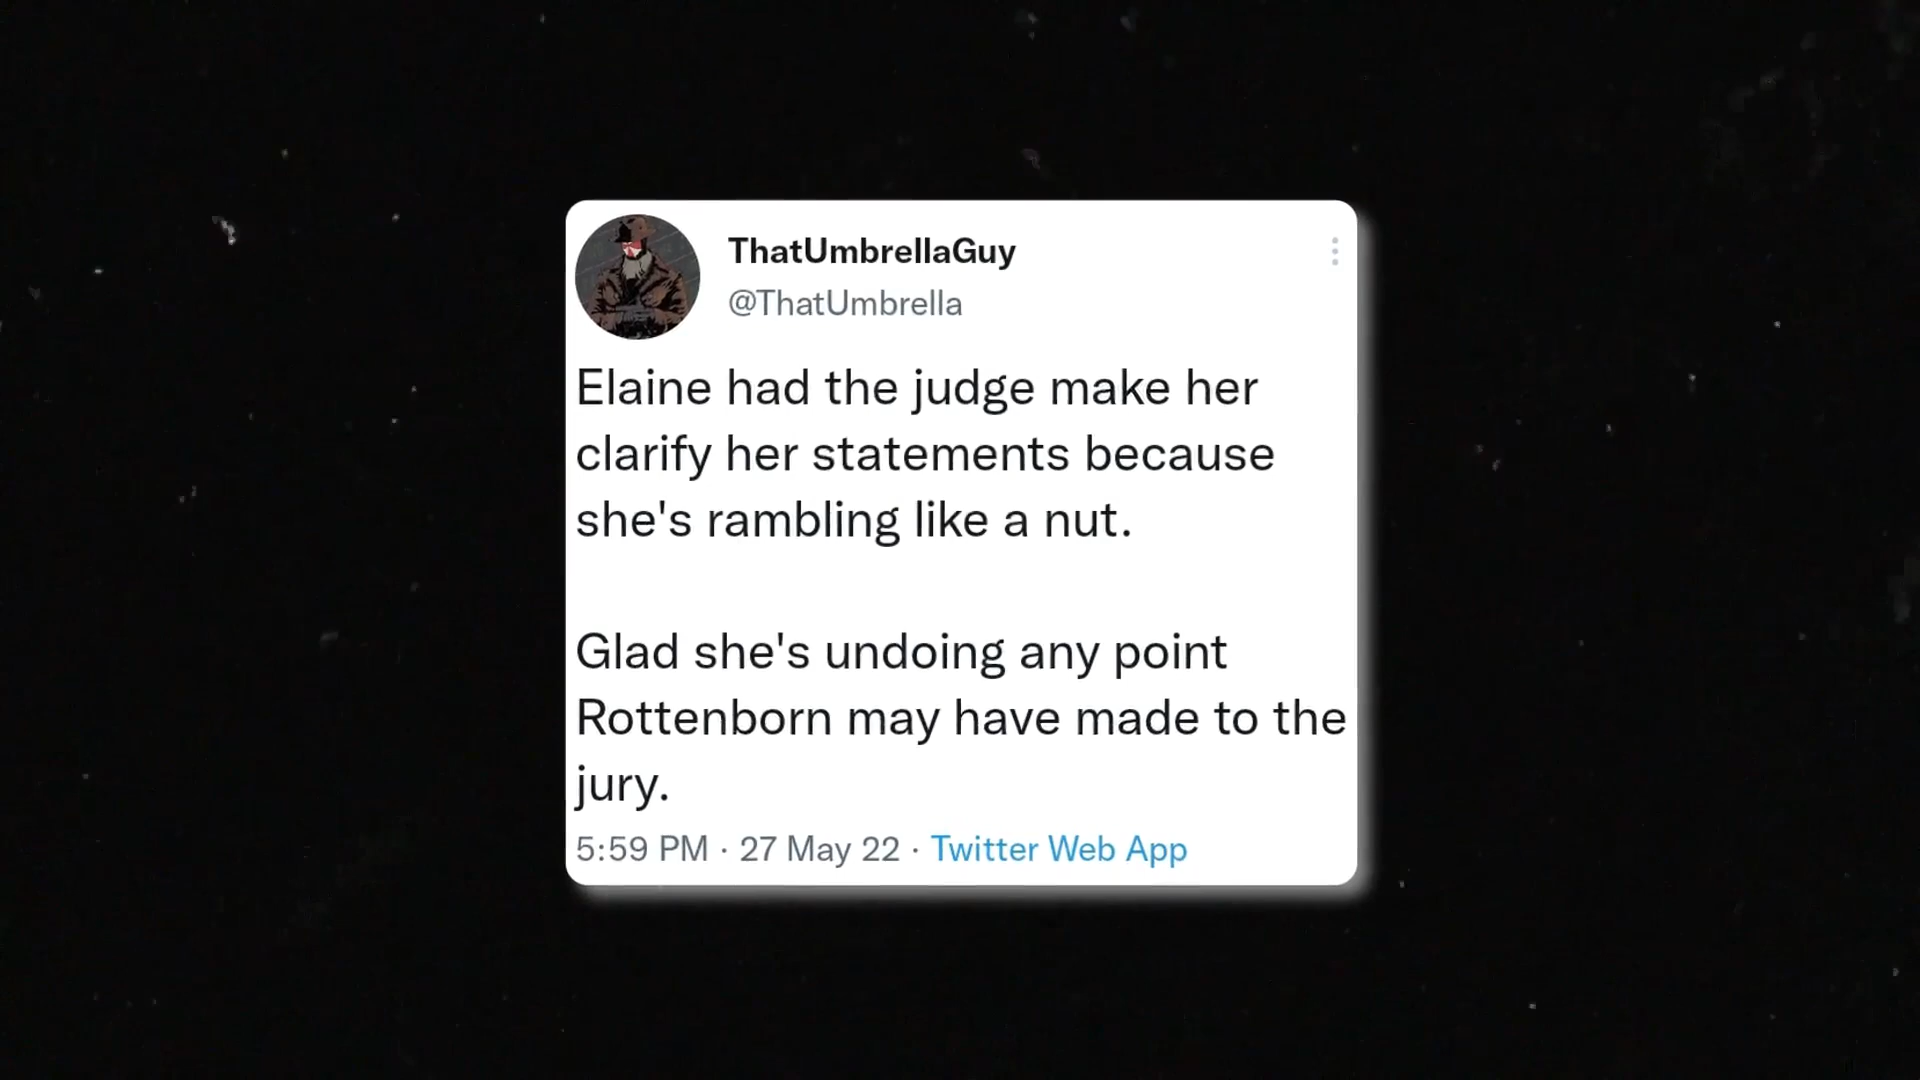 ThatUmbrellaGuy
@ThatUmbrella
Elaine had the judge make her
clarify her statements because
she's rambling like a nut.
Glad she's undoing any point
Rottenborn may have made to the
jury.
5:59 PM · 27 May 22 · Twitter Web App